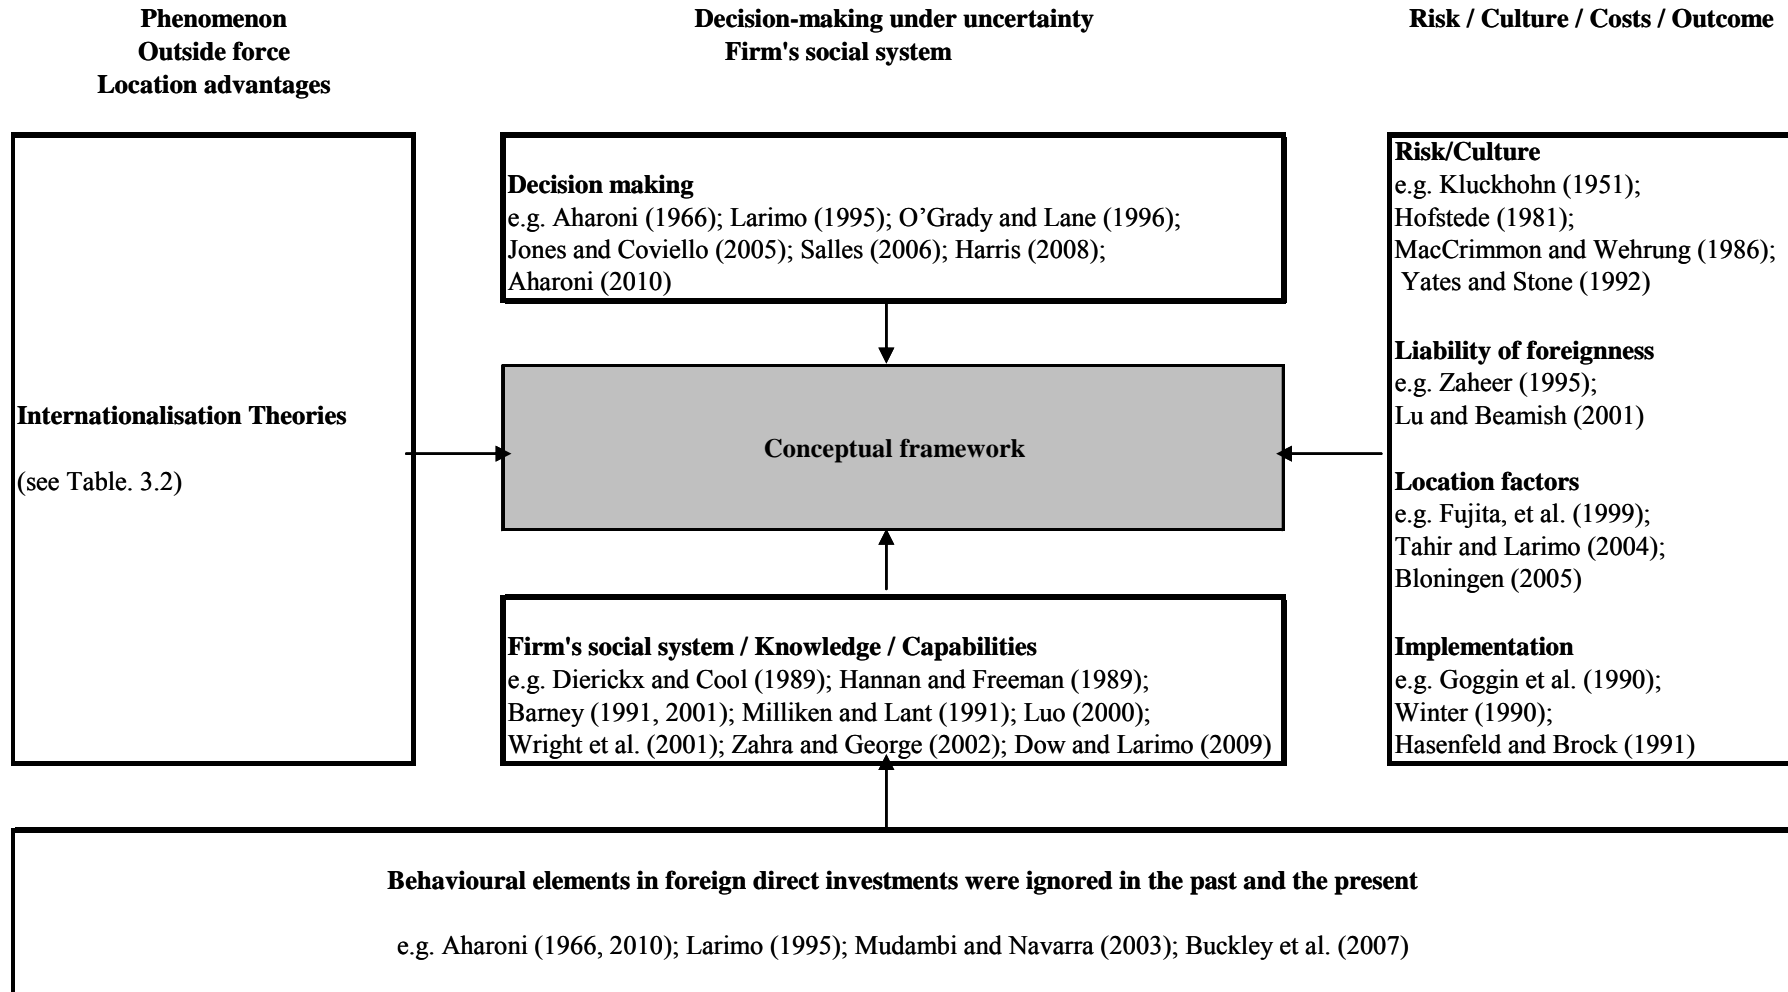 Phenomenon
Outside force
Location advantages
Decision-making under uncertainty
Firm's social system
Risk / Culture / Costs / Outcome
Internationalisation Theories
(see Table. 3.2)
Decision making
e.g. Aharoni (1966); Larimo (1995); O’Grady and Lane (1996);
Jones and Coviello (2005); Salles (2006); Harris (2008);
Aharoni (2010)
Conceptual framework
Firm's social system / Knowledge / Capabilities
e.g. Dierickx and Cool (1989); Hannan and Freeman (1989);
Barney (1991, 2001); Milliken and Lant (1991); Luo (2000);
Wright et al. (2001); Zahra and George (2002); Dow and Larimo (2009)
Risk/Culture
e.g. Kluckhohn (1951);
Hofstede (1981);
MacCrimmon and Wehrung (1986);
Yates and Stone (1992)
Liability of foreignness
e.g. Zaheer (1995);
Lu and Beamish (2001)
Location factors
e.g. Fujita, et al. (1999);
Tahir and Larimo (2004);
Bloningen (2005)
Implementation
e.g. Goggin et al. (1990);
Winter (1990);
Hasenfeld and Brock (1991)
Behavioural elements in foreign direct investments were ignored in the past and the present
e.g. Aharoni (1966, 2010); Larimo (1995); Mudambi and Navarra (2003); Buckley et al. (2007)